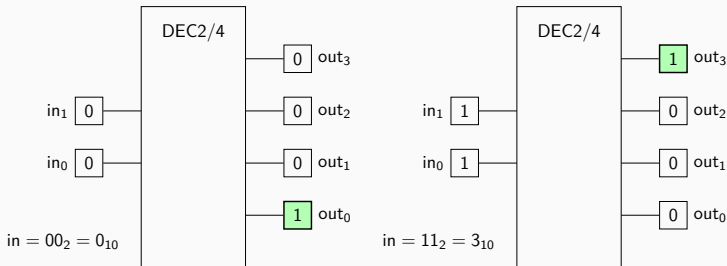 DEC2/4
0 out₃
in₁ 0
0 out₂
in₀ 0
0 out₁
1 out₀
in = 00₂ = 0₁₀
DEC2/4
1 out₃
in₁ 1
0 out₂
in₀ 1
0 out₁
0 out₀
in = 11₂ = 3₁₀